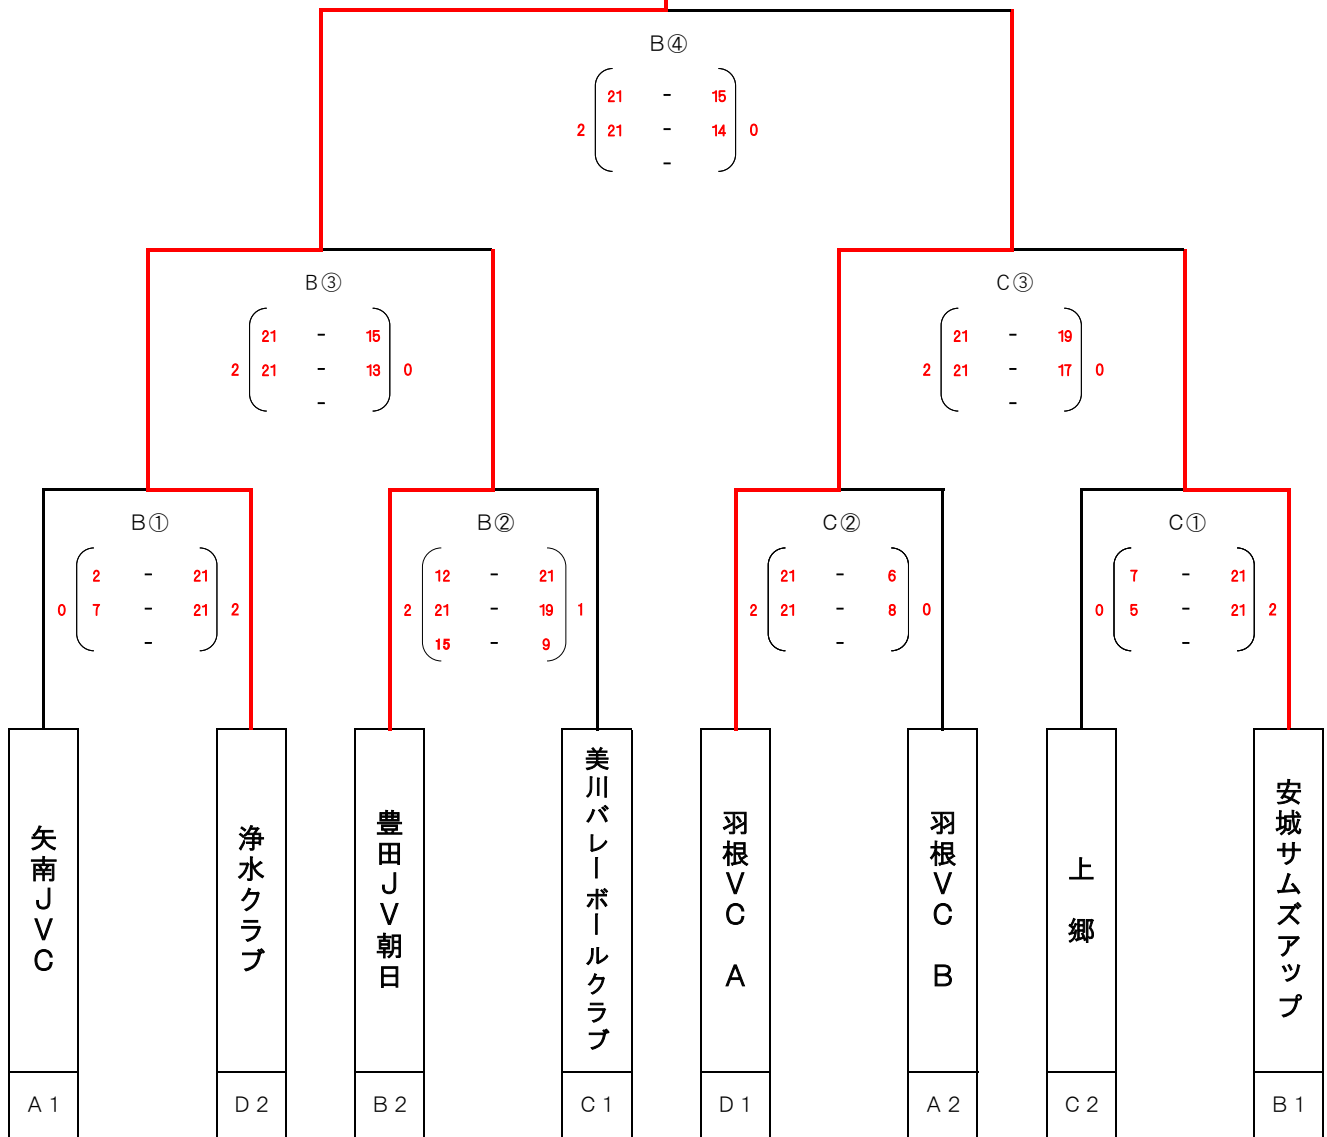 B④
21 - 15
2 21 - 14 0
-
B③ C③
21 - 15 21 - 19
2 21 - 13 0 2 21 - 17 0
- -
B① B② C② C①
2 - 21 12 - 21 21 - 6 7 - 21
0 7 - 21 2 2 21 - 19 1 2 21 - 8 0 0 5 - 21 2
- 15 - 9 - -
矢南JVC
浄水クラブ
豊田JV朝日
美川バレーボールクラブ
羽根VC A
羽根VC B
上 郷
安城サムズアップ
A1 D2 B2 C1 D1 A2 C2 B1